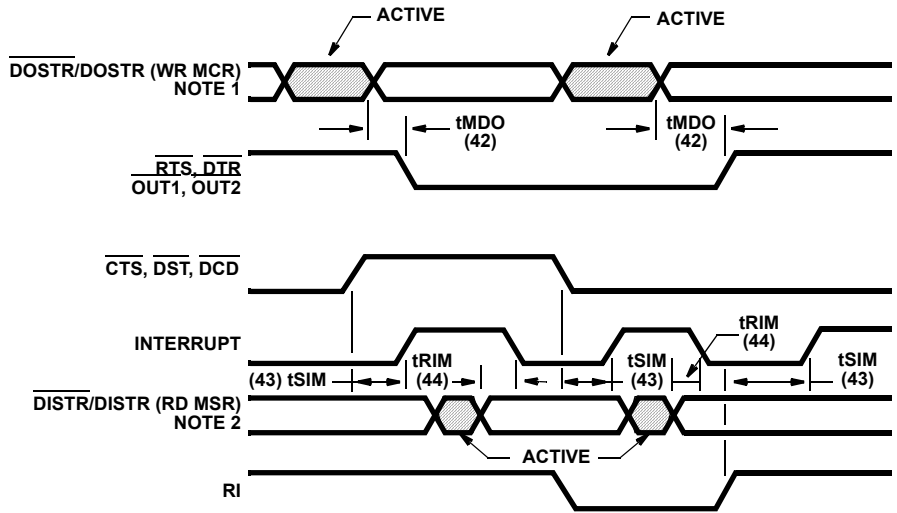 ACTIVE ACTIVE
DOSTR/DOSTR (WR MCR)
NOTE 1
tMDO
(42)
tMDO
(42)
RTS, DTR
OUT1, OUT2
CTS, DST, DCD
INTERRUPT
tRIM
(44)
(43) tSIM
tRIM
(44)
tSIM
(43)
tSIM
(43)
DISTR/DISTR (RD MSR)
NOTE 2
ACTIVE
RI